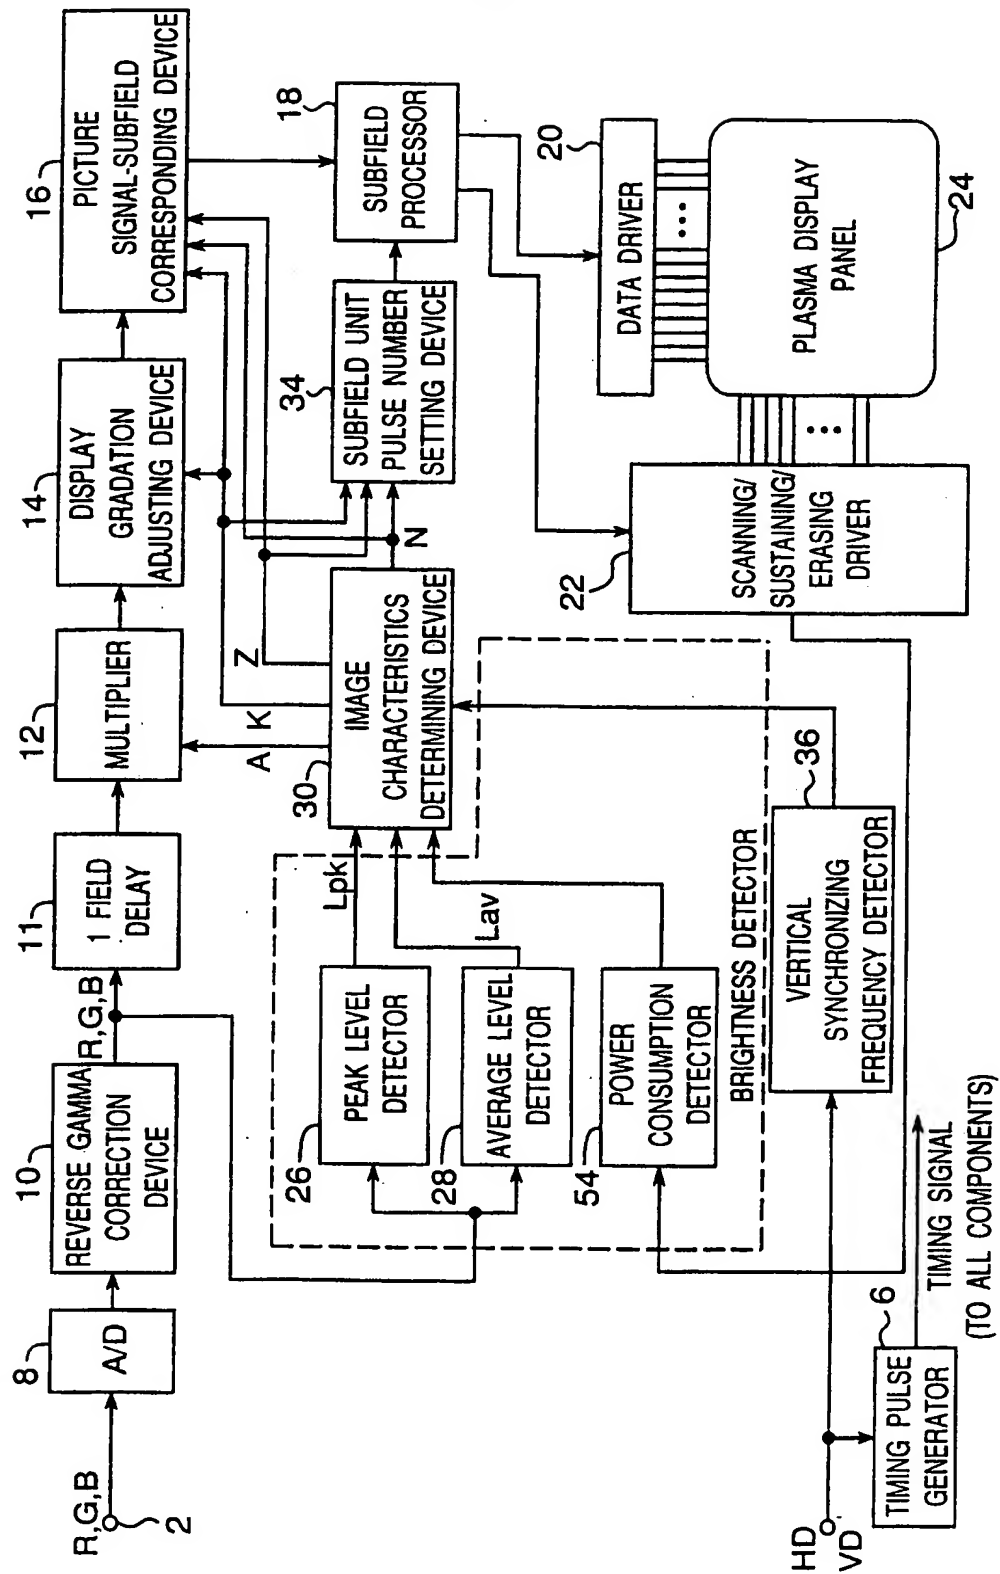 R,G,B
2
8
A/D
10
REVERSE GAMMA
CORRECTION
DEVICE
R,G,B
11
1 FIELD
DELAY
12
MULTIPLIER
14
DISPLAY
GRADATION
ADJUSTING DEVICE
16
PICTURE
SIGNAL-SUBFIELD
CORRESPONDING DEVICE
A
K
Z
N
30
IMAGE
CHARACTERISTICS
DETERMINING DEVICE
34
SUBFIELD UNIT
PULSE NUMBER
SETTING DEVICE
18
SUBFIELD
PROCESSOR
26
PEAK LEVEL
DETECTOR
Lpk
28
AVERAGE LEVEL
DETECTOR
Lav
54
POWER
CONSUMPTION
DETECTOR
BRIGHTNESS DETECTOR
20
DATA DRIVER
22
SCANNING/
SUSTAINING/
ERASING
DRIVER
PLASMA DISPLAY
PANEL
24
36
VERTICAL
SYNCHRONIZING
FREQUENCY DETECTOR
HD
VD
6
TIMING PULSE
GENERATOR
TIMING SIGNAL
(TO ALL COMPONENTS)